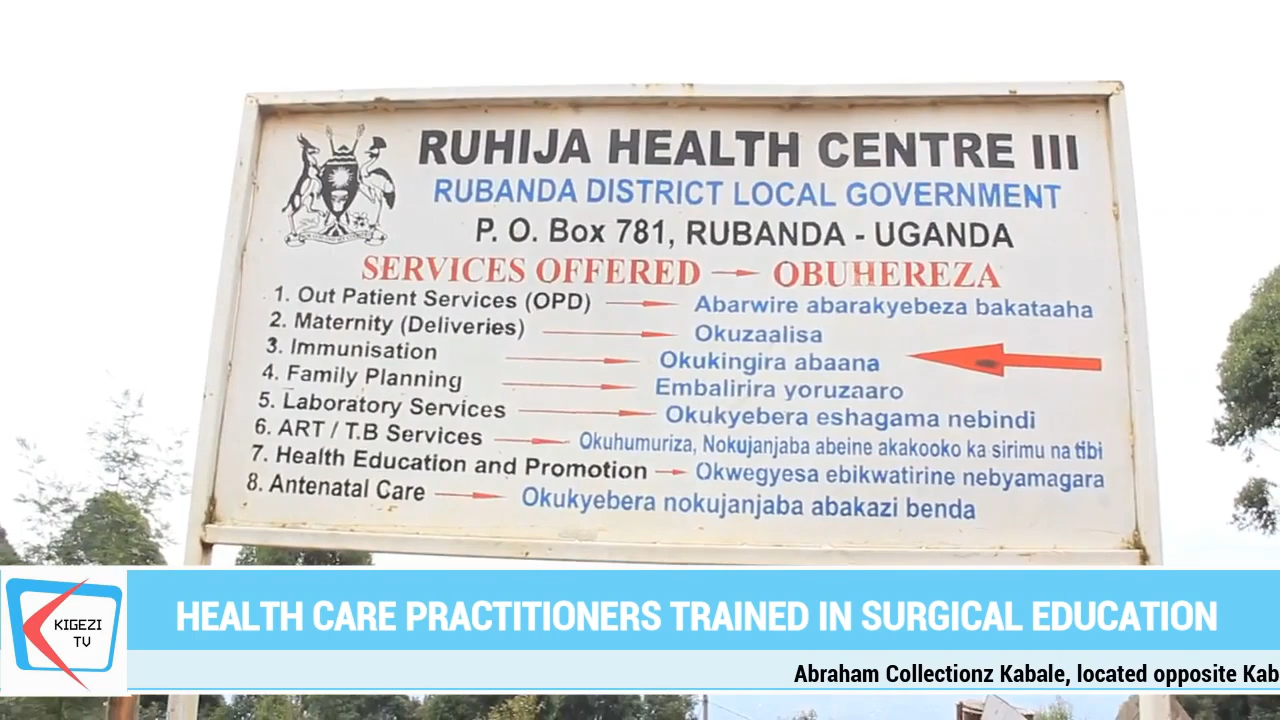 RUHIJA HEALTH CENTRE III
RUBANDA DISTRICT LOCAL GOVERNMENT
P. O. Box 781, RUBANDA - UGANDA
SERVICES OFFERED → OBUHEREZA
1. Out Patient Services (OPD) → Abarwire abarakyebeza bakataaha
2. Maternity (Deliveries) → Okuzaalisa
3. Immunisation → Okukingira abaana
4. Family Planning → Embalirira yoruzaaro
5. Laboratory Services → Okukyebera eshagama nebindi
6. ART / T.B Services → Okuhumuriza, Nokujanjaba abeine akakooko ka sirimu na tibi
7. Health Education and Promotion → Okwegyesa ebikwatirine nebyamagara
8. Antenatal Care → Okukyebera nokujanjaba abakazi benda
KIGEZI
TV
HEALTH CARE PRACTITIONERS TRAINED IN SURGICAL EDUCATION
Abraham Collectionz Kabale, located opposite Kab